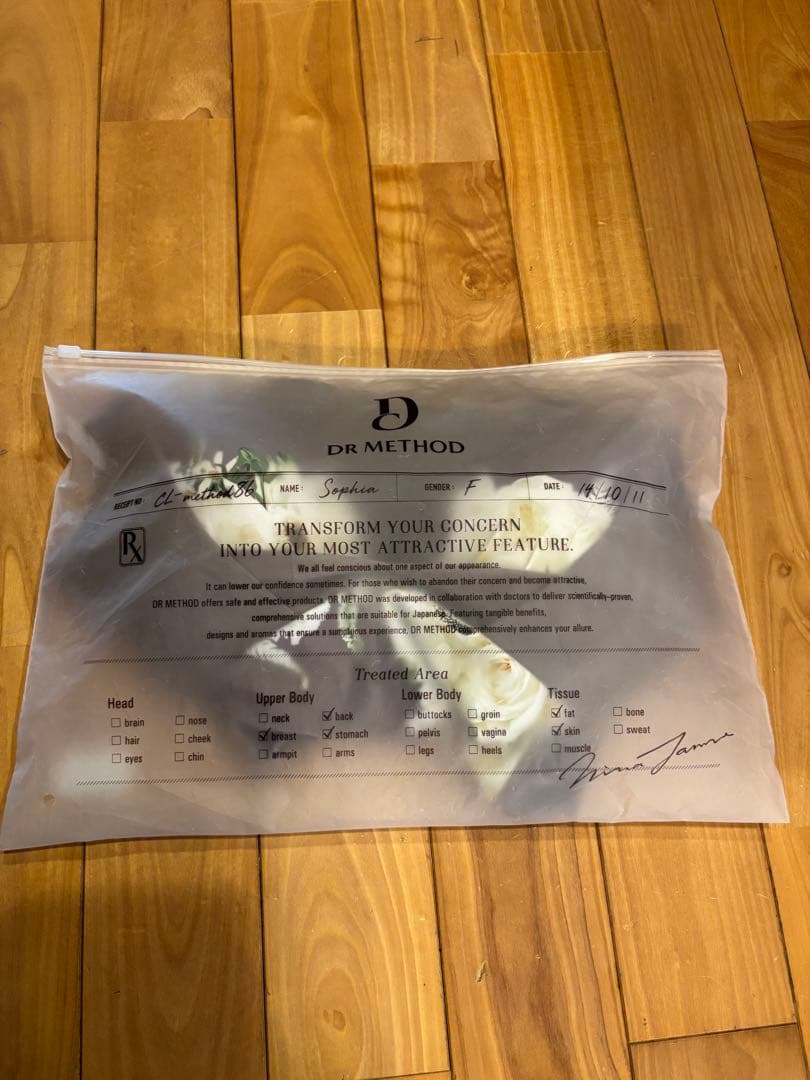 DR METHOD
RECEIPT NO: CL-method86 NAME: Sophia GENDER: F DATE: 14/10/11
Rx
TRANSFORM YOUR CONCERN
INTO YOUR MOST ATTRACTIVE FEATURE.
We all feel conscious about one aspect of our appearance.
It can lower our confidence sometimes. For those who wish to abandon their concern and become attractive,
DR METHOD offers safe and effective products. DR METHOD was developed in collaboration with doctors to deliver scientifically-proven,
comprehensive solutions that are suitable for Japanese. Featuring tangible benefits,
designs and aromas that ensure a sumptuous experience, DR METHOD comprehensively enhances your allure.
Treated Area
Head
brain nose
hair cheek
eyes chin
Upper Body
neck back
breast stomach
armpit arms
Lower Body
buttocks groin
pelvis vagina
legs heels
Tissue
fat bone
skin sweat
muscle